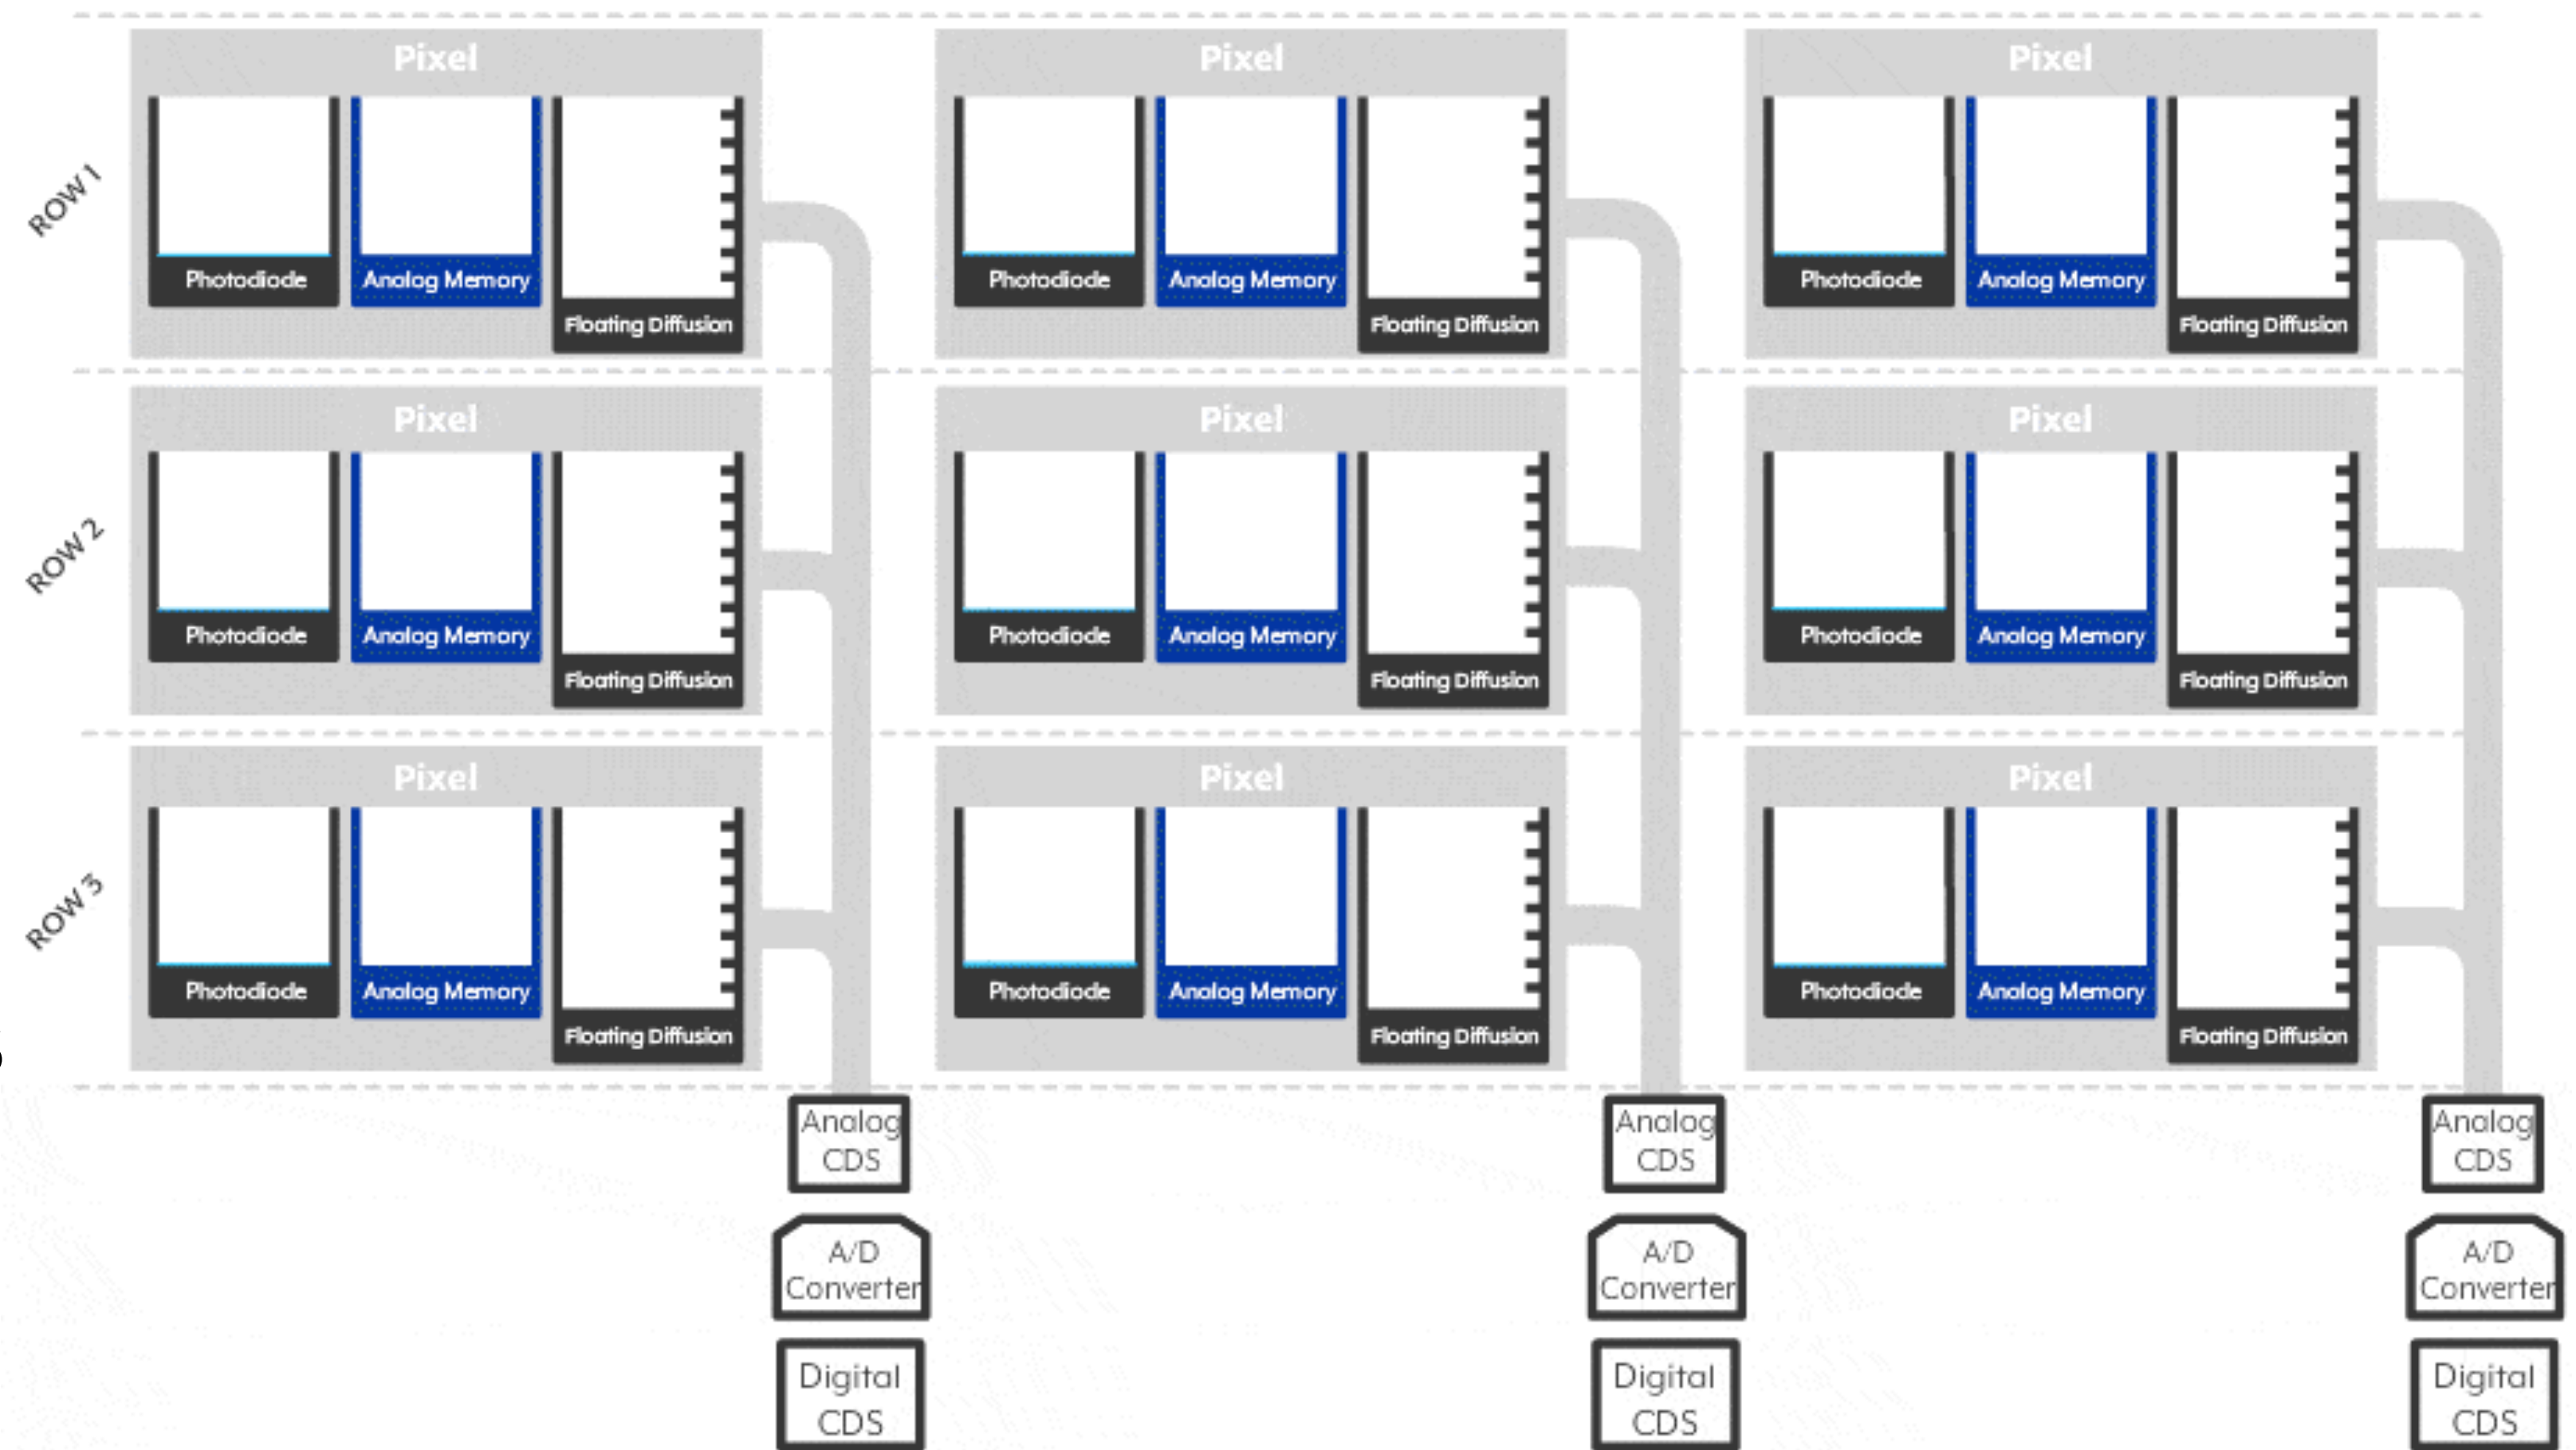 Pixel Pixel Pixel
ROW 1
Photodiode Analog Memory Photodiode Analog Memory Photodiode Analog Memory
Floating Diffusion Floating Diffusion Floating Diffusion
Pixel Pixel Pixel
ROW 2
Photodiode Analog Memory Photodiode Analog Memory Photodiode Analog Memory
Floating Diffusion Floating Diffusion Floating Diffusion
Pixel Pixel Pixel
ROW 3
Photodiode Analog Memory Photodiode Analog Memory Photodiode Analog Memory
Floating Diffusion Floating Diffusion Floating Diffusion
Analog Analog Analog
CDS CDS CDS
A/D A/D A/D
Converter Converter Converter
Digital Digital Digital
CDS CDS CDS